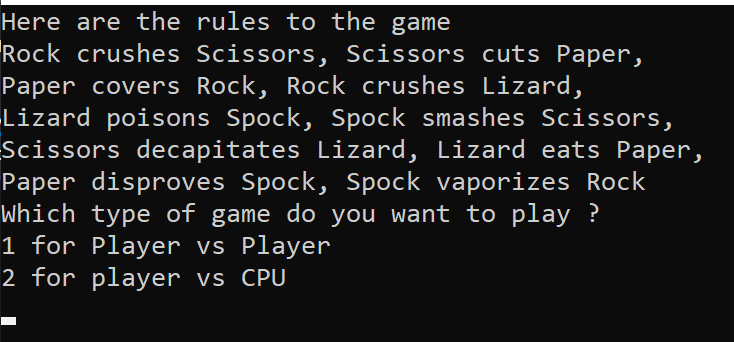 Here are the rules to the game
Rock crushes Scissors, Scissors cuts Paper,
Paper covers Rock, Rock crushes Lizard,
Lizard poisons Spock, Spock smashes Scissors,
Scissors decapitates Lizard, Lizard eats Paper,
Paper disproves Spock, Spock vaporizes Rock
Which type of game do you want to play ?
1 for Player vs Player
2 for player vs CPU